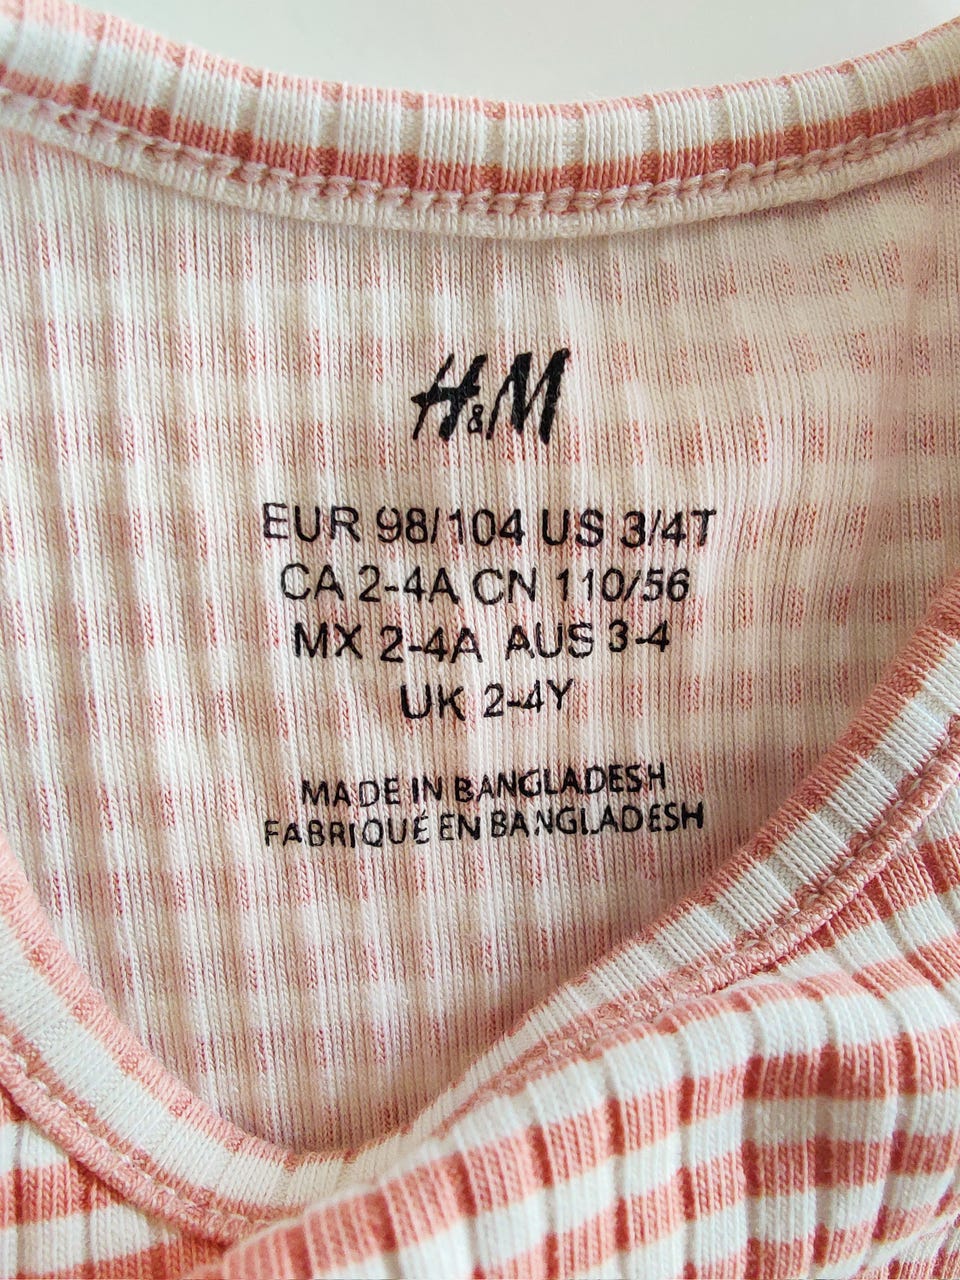 H&M
EUR 98/104 US 3/4T
CA 2-4A CN 110/56
MX 2-4A AUS 3-4
UK 2-4Y
MADE IN BANGLADESH
FABRIQUÉ EN BANGLADESH